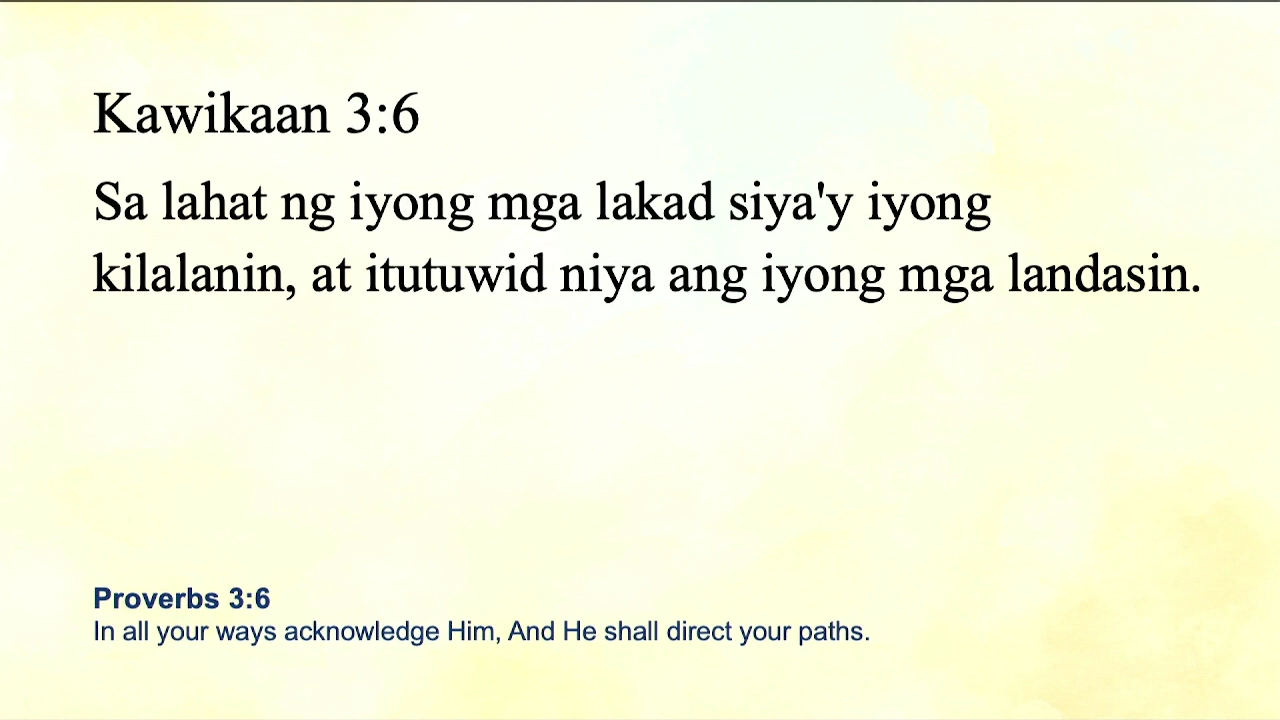 Kawikaan 3:6
Sa lahat ng iyong mga lakad siya'y iyong
kilalanin, at itutuwid niya ang iyong mga landasin.
Proverbs 3:6
In all your ways acknowledge Him, And He shall direct your paths.